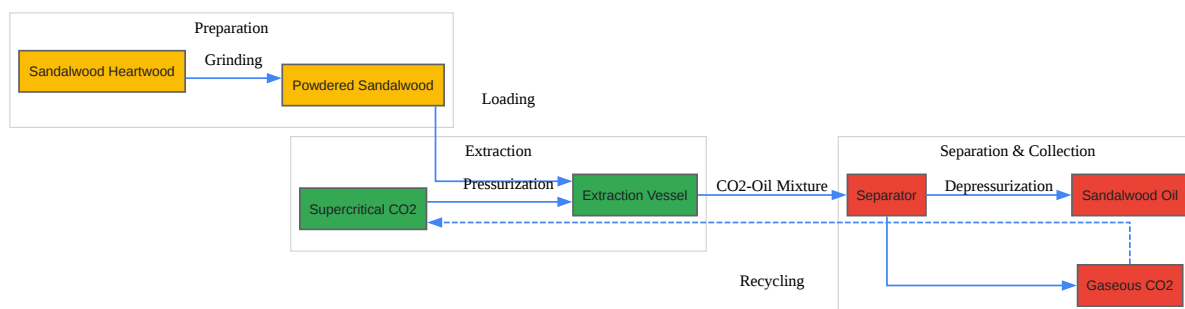 Preparation
Sandalwood Heartwood
Grinding
Powdered Sandalwood
Loading
Extraction
Supercritical CO2
Pressurization
Extraction Vessel
CO2-Oil Mixture
Separation & Collection
Separator
Depressurization
Sandalwood Oil
Recycling
Gaseous CO2